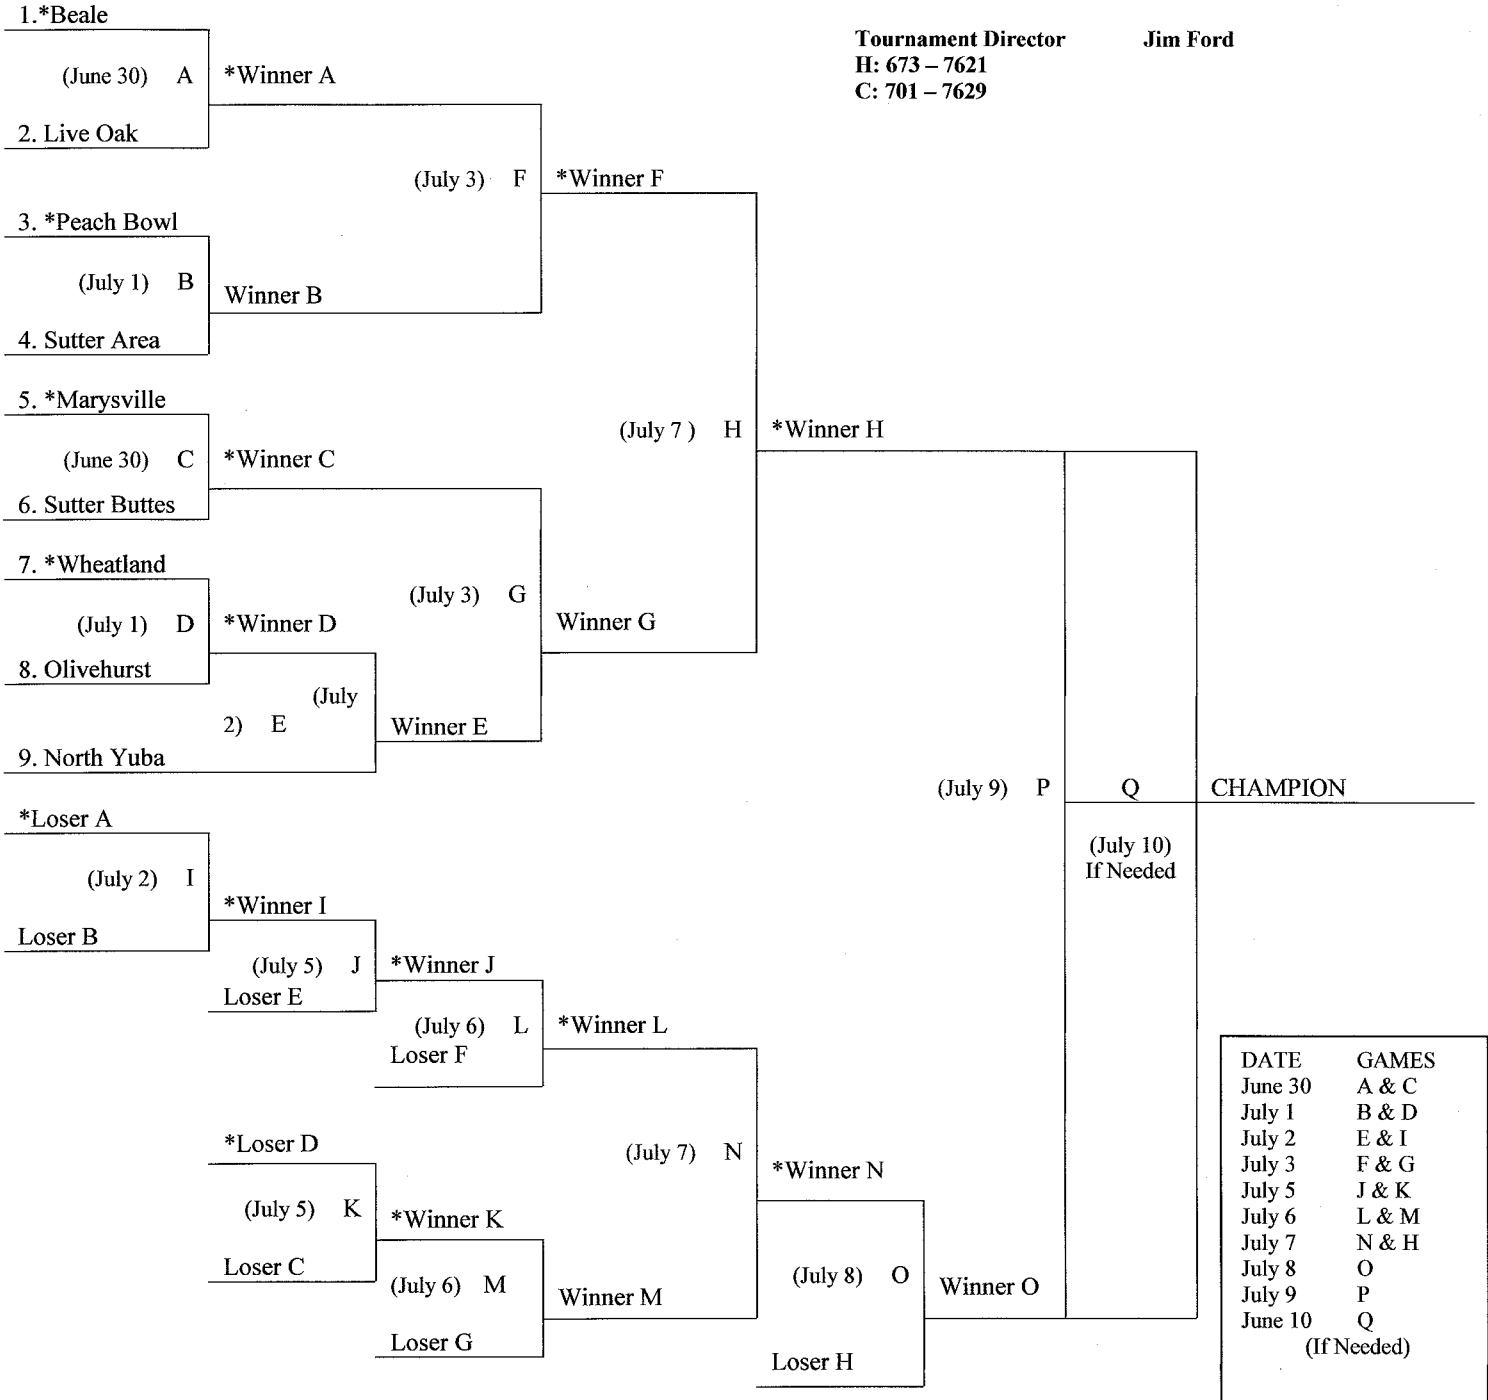 1.*Beale
Tournament Director Jim Ford
H: 673 – 7621
C: 701 – 7629
(June 30) A
*Winner A
2. Live Oak
(July 3) F
*Winner F
3. *Peach Bowl
(July 1) B
Winner B
4. Sutter Area
5. *Marysville
(June 30) C
*Winner C
6. Sutter Buttes
(July 7 ) H
*Winner H
7. *Wheatland
(July 1) D
*Winner D
8. Olivehurst
(July 3) G
Winner G
(July
2) E
Winner E
9. North Yuba
(July 9) P
Q
CHAMPION
(July 10)
If Needed
*Loser A
(July 2) I
*Winner I
Loser B
(July 5) J
*Winner J
Loser E
(July 6) L
*Winner L
Loser F
*Loser D
(July 7) N
*Winner N
(July 5) K
*Winner K
Loser C
(July 6) M
Winner M
Loser G
(July 8) O
Winner O
Loser H
DATE GAMES
June 30 A & C
July 1 B & D
July 2 E & I
July 3 F & G
July 5 J & K
July 6 L & M
July 7 N & H
July 8 O
July 9 P
June 10 Q
(If Needed)